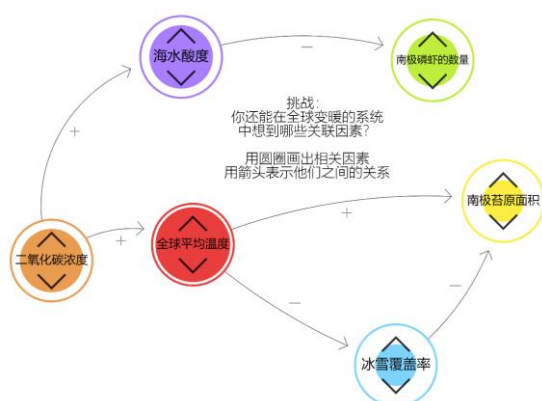 海水酸度
南极磷虾的数量
挑战：
你还能在全球变暖的系统
中想到哪些关联因素？
用圆圈画出相关因素
用箭头表示他们之间的关系
南极苔原面积
二氧化碳浓度
全球平均温度
冰雪覆盖率
+
−
+
+
−
−